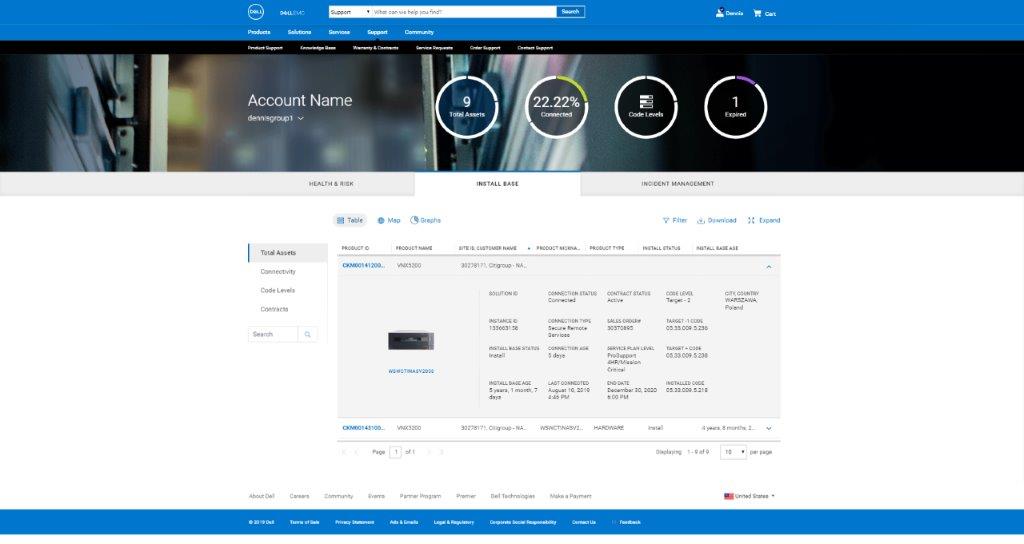 DELL
DELLEMC
Support
What can we help you find?
Search
Dennis
Cart
Products
Solutions
Services
Support
Community
Product Support
Knowledge Base
Warranty & Contracts
Service Requests
Order Support
Contact Support
Account Name
dennisgroup1
9
Total Assets
22.22%
Connected
Code Levels
1
Expired
HEALTH & RISK
INSTALL BASE
INCIDENT MANAGEMENT
Table
Map
Graphs
Filter
Download
Expand
Total Assets
Connectivity
Code Levels
Contracts
Search
PRODUCT ID
PRODUCT NAME
SITE ID, CUSTOMER NAME
PRODUCT NICKNA...
PRODUCT TYPE
INSTALL STATUS
INSTALL BASE AGE
CKM00141200...
VNX5200
30278171, Citigroup - NA...
WSWCTINASV2000
SOLUTION ID
CONNECTION STATUS
Connected
CONTRACT STATUS
Active
CODE LEVEL
Target - 2
CITY, COUNTRY
WARSZAWA,
Poland
INSTANCE ID
133663158
CONNECTION TYPE
Secure Remote
Services
SALES ORDER#
30370895
TARGET -1 CODE
05.33.009.5.236
INSTALL BASE STATUS
Install
CONNECTION AGE
5 days
SERVICE PLAN LEVEL
ProSupport
4HR/Mission
Critical
TARGET + CODE
05.33.009.5.238
INSTALL BASE AGE
5 years, 1 month, 7
days
LAST CONNECTED
August 16, 2019
4:46 PM
END DATE
December 30, 2020
6:00 PM
INSTALLED CODE
05.33.009.5.218
CKM00143100...
VNX5200
30278171, Citigroup - NA...
WSWCTINASV2...
HARDWARE
Install
4 years, 8 months, 2...
Page 1 of 1
Displaying 1 - 9 of 9
10
per page
About Dell
Careers
Community
Events
Partner Program
Premier
Dell Technologies
Make a Payment
United States
© 2019 Dell
Terms of Sale
Privacy Statement
Ads & Emails
Legal & Regulatory
Corporate Social Responsibility
Contact Us
Feedback